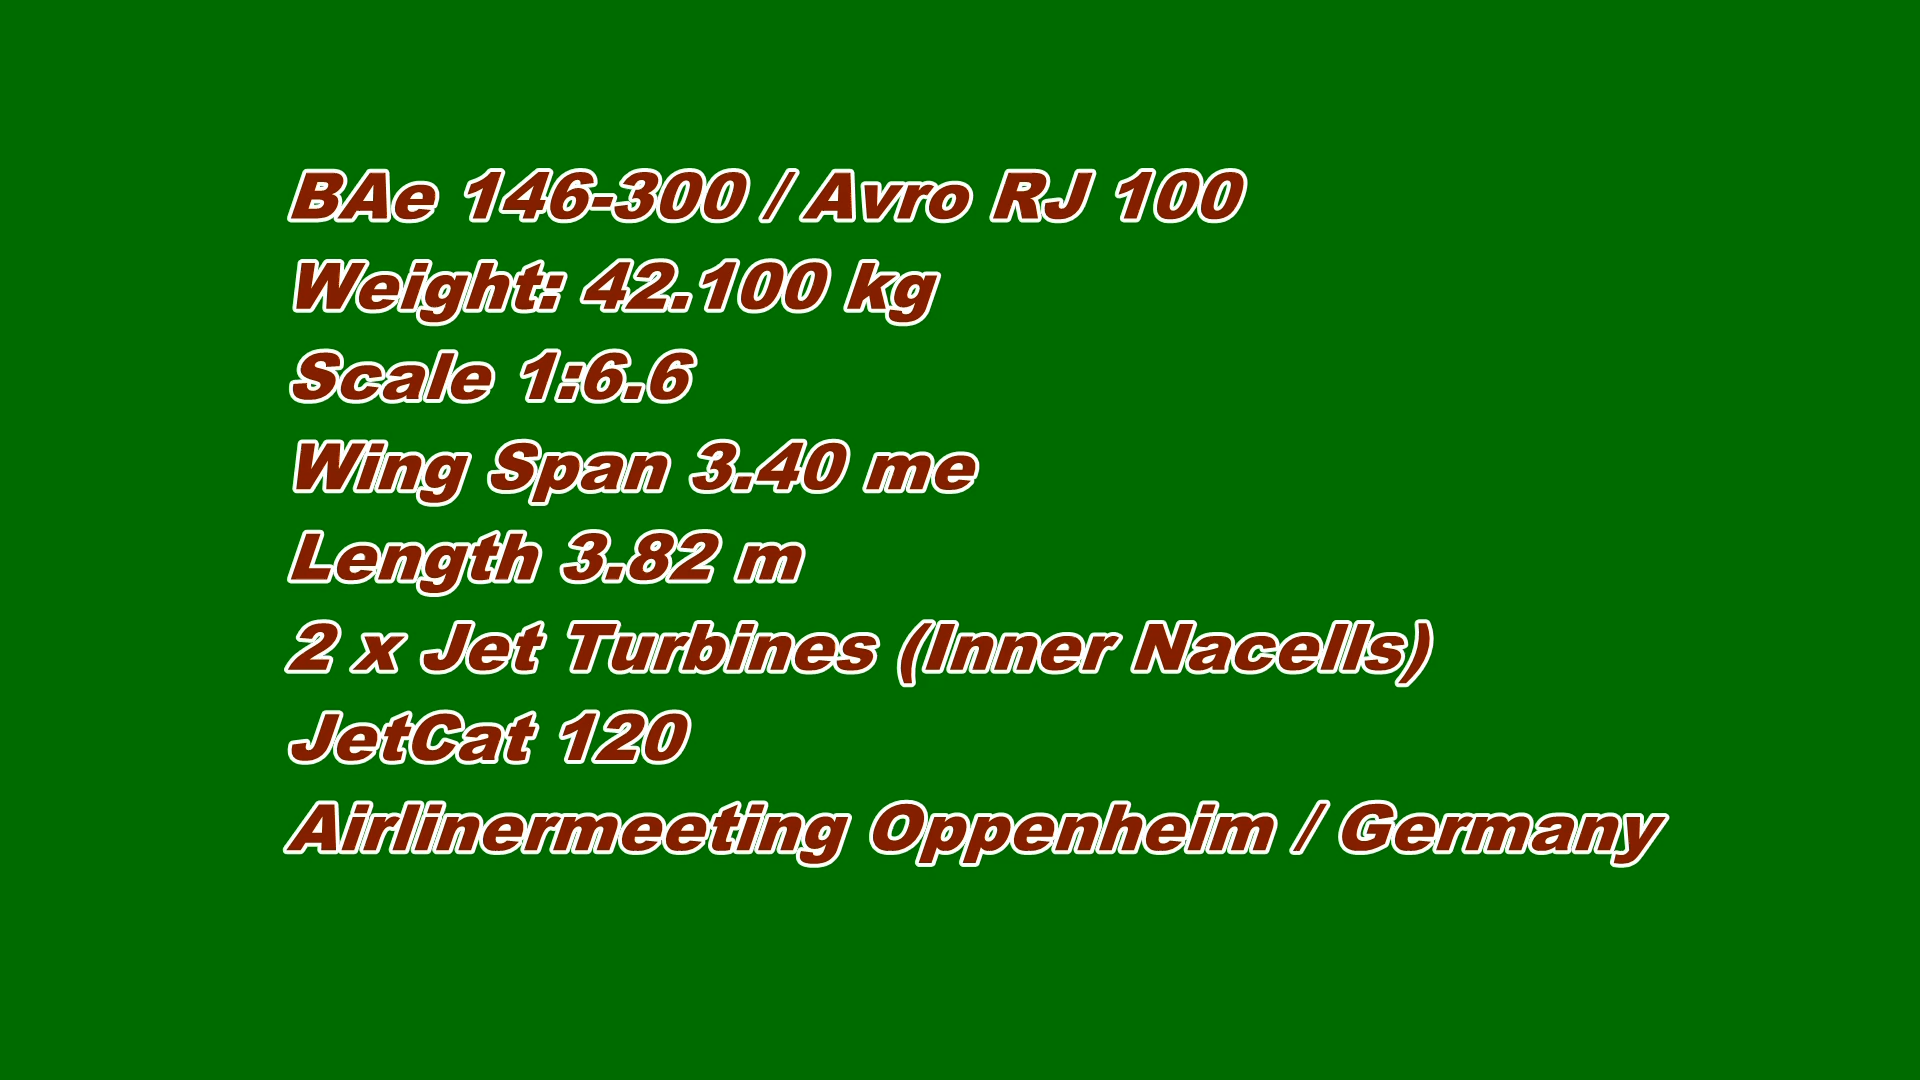 BAe 146-300 / Avro RJ 100
Weight: 42.100 kg
Scale 1:6.6
Wing Span 3.40 me
Length 3.82 m
2 x Jet Turbines (Inner Nacells)
JetCat 120
Airlinermeeting Oppenheim / Germany